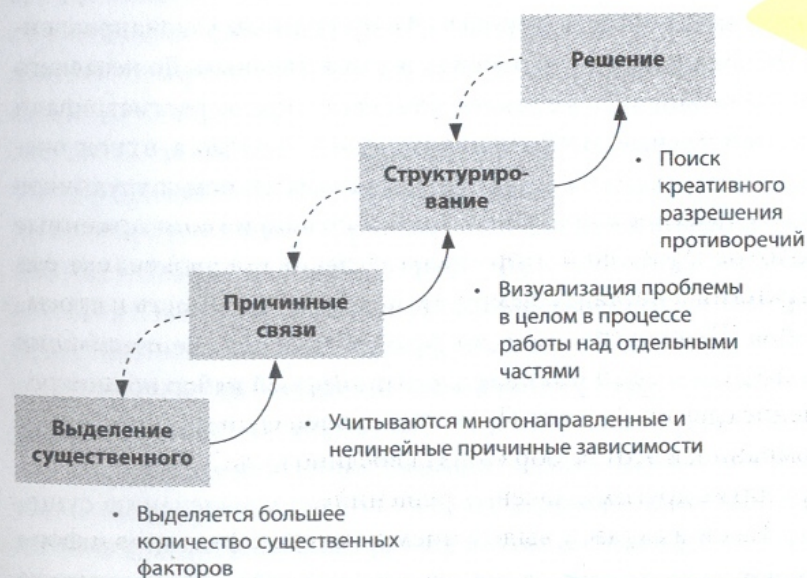 Решение
Структуриро-
вание
• Поиск
креативного
разрешения
противоречий
Причинные
связи
• Визуализация проблемы
в целом в процессе
работы над отдельными
частями
Выделение
существенного
• Учитываются многонаправленные и
нелинейные причинные зависимости
• Выделяется большее
количество существенных
факторов